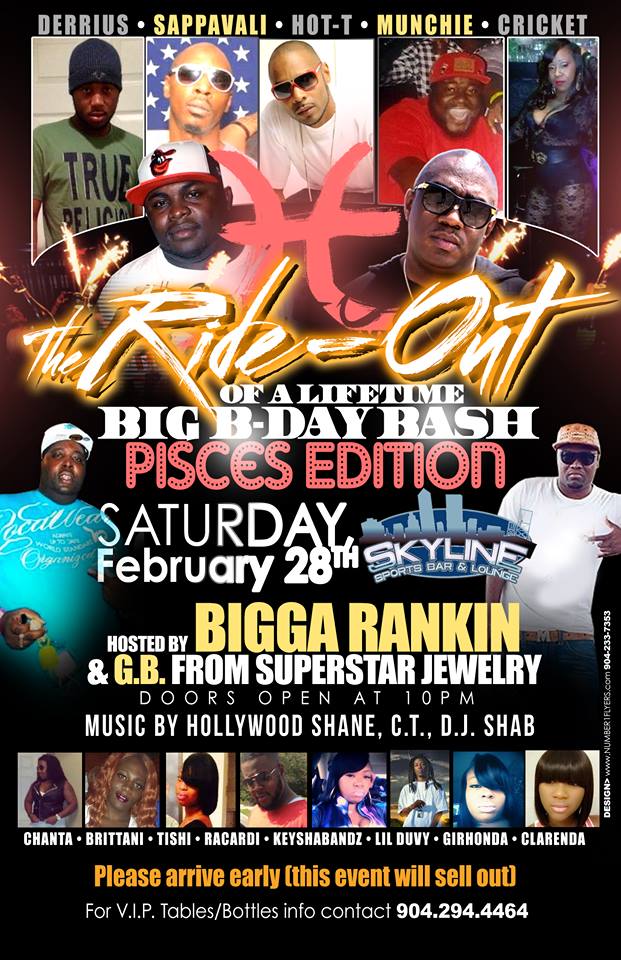 DERRIUS • SAPPAVALI • HOT-T • MUNCHIE • CRICKET
TRUE
RELIGION
The Ride-Out
OF A LIFETIME
BIG B-DAY BASH
PISCES EDITION
SATURDAY,
February 28TH
SKYLINE
SPORTS BAR & LOUNGE
HOSTED BY BIGGA RANKIN
& G.B. FROM SUPERSTAR JEWELRY
DOORS OPEN AT 10PM
MUSIC BY HOLLYWOOD SHANE, C.T., D.J. SHAB
DESIGN> www.NUMBER1FLYERS.com 904-233-7353
CHANTA • BRITTANI • TISHI • RACARDI • KEYSHABANDZ • LIL DUVY • GIRHONDA • CLARENDA
Please arrive early (this event will sell out)
For V.I.P. Tables/Bottles info contact 904.294.4464